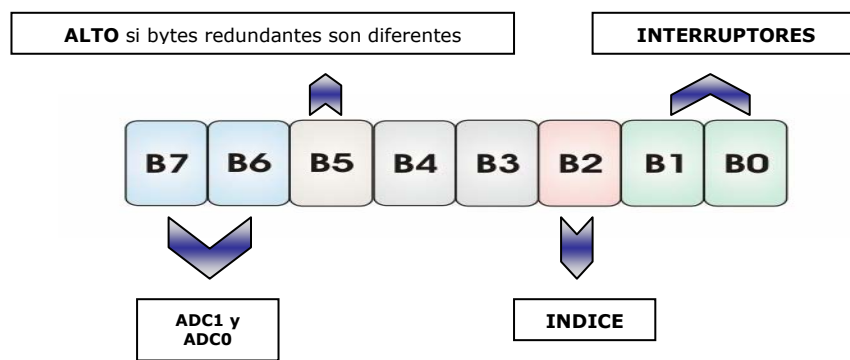 ALTO si bytes redundantes son diferentes
INTERRUPTORES
B7 B6 B5 B4 B3 B2 B1 B0
ADC1 y
ADC0
INDICE